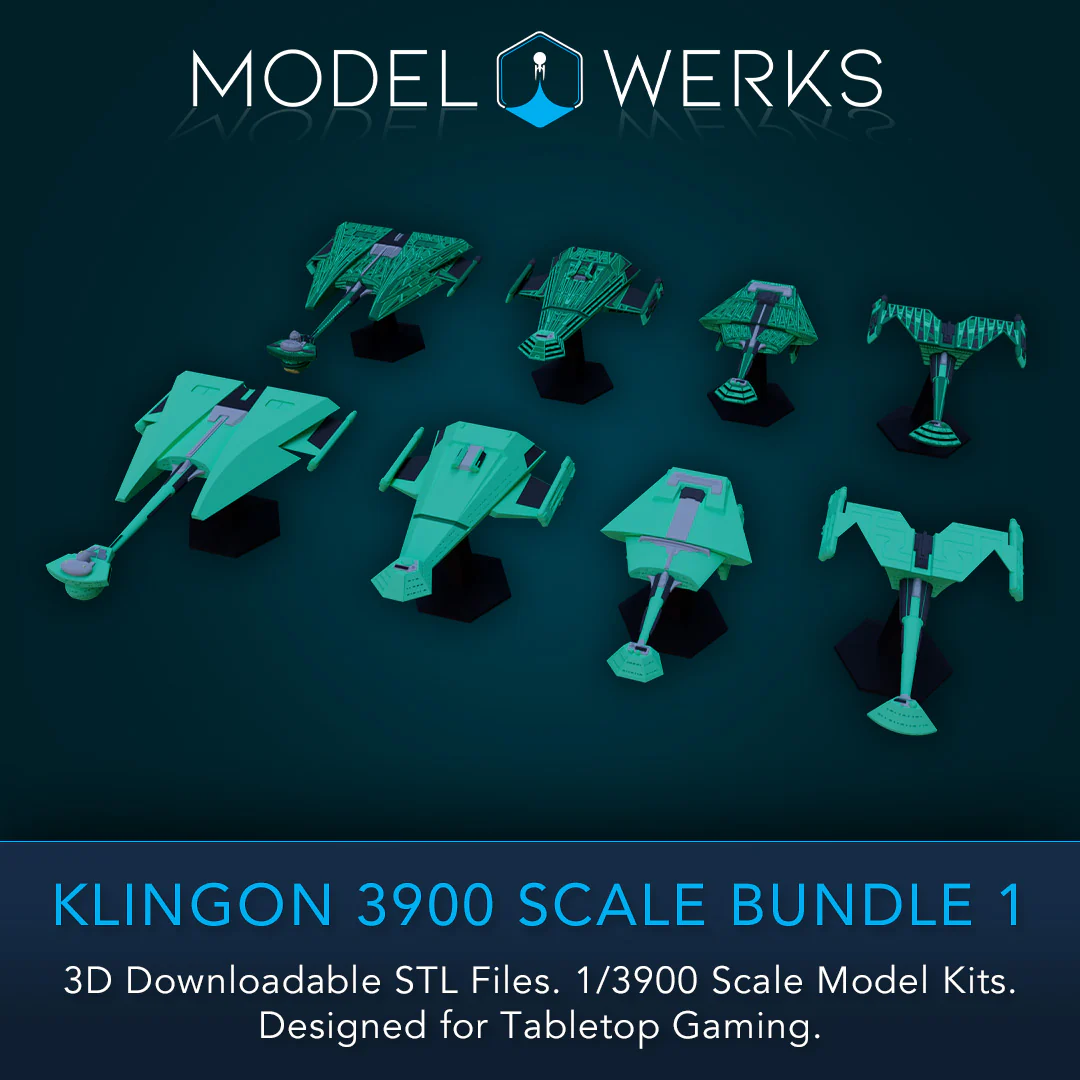 MODEL WERKS
KLINGON 3900 SCALE BUNDLE 1
3D Downloadable STL Files. 1/3900 Scale Model Kits.
Designed for Tabletop Gaming.